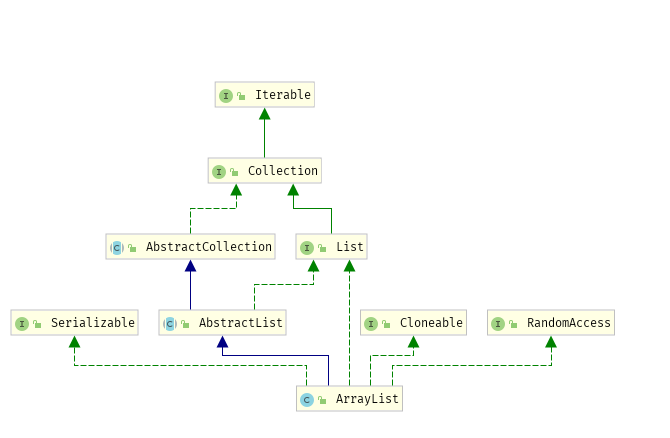 I Iterable
I Collection
C AbstractCollection
I List
I Serializable
C AbstractList
I Cloneable
I RandomAccess
C ArrayList